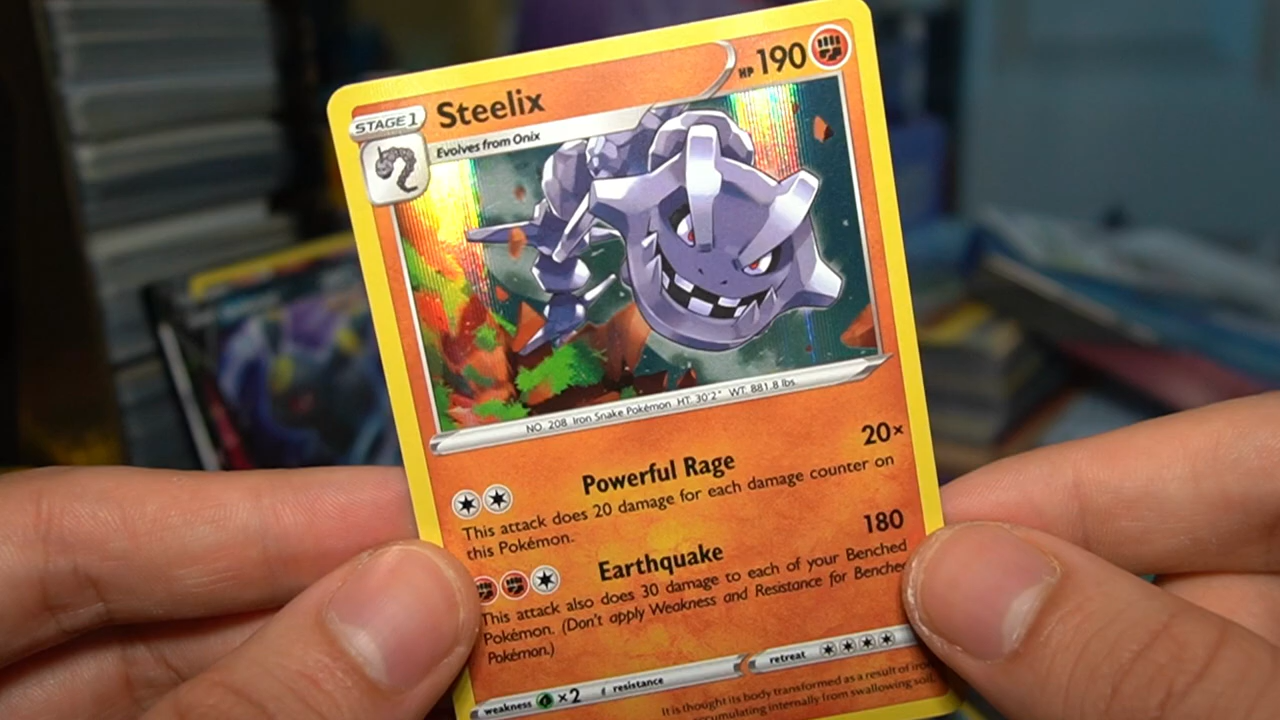 STAGE 1
Steelix
HP 190
Evolves from Onix
NO. 208 Iron Snake Pokémon HT: 30'2" WT: 881.8 lbs.
Powerful Rage 20×
This attack does 20 damage for each damage counter on
this Pokémon.
Earthquake 180
This attack also does 30 damage to each of your Benched
Pokémon. (Don't apply Weakness and Resistance for Benche
Pokémon.)
weakness ×2 resistance retreat
It is thought its body transformed as a result of iron
accumulating internally from swallowing soil.